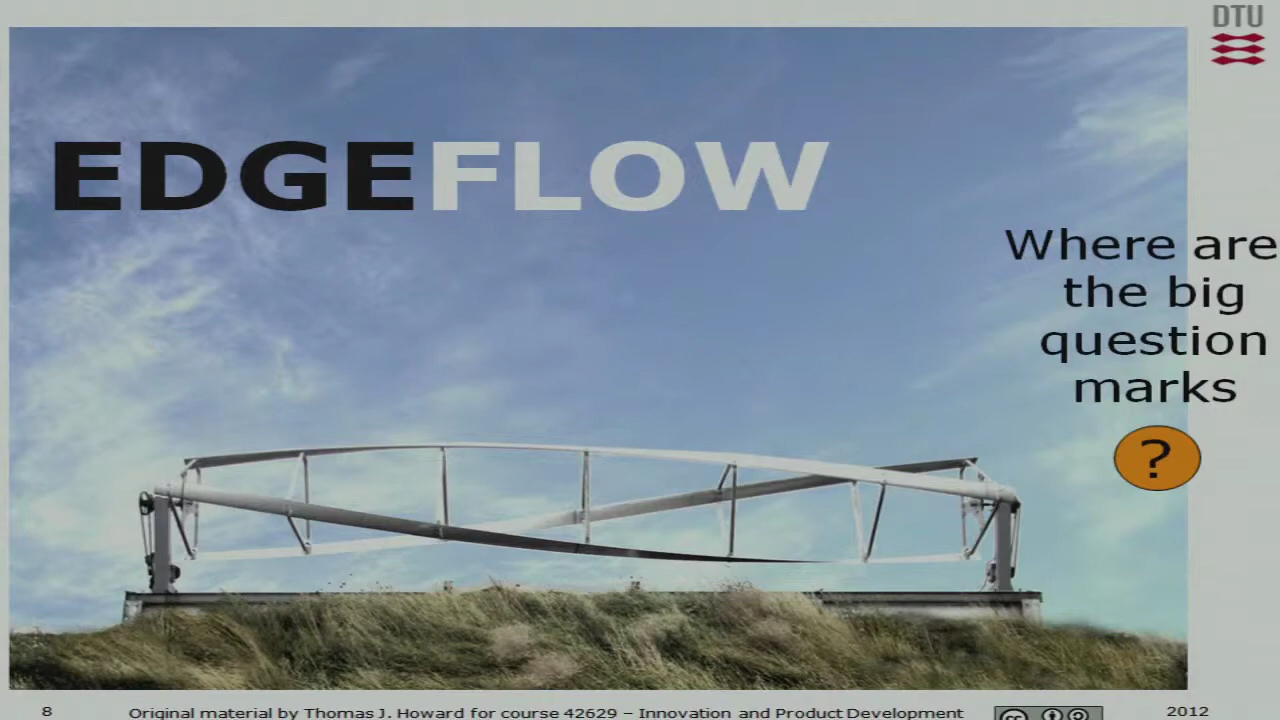 DTU
EDGEFLOW
Where are
the big
question
marks
?
8
Original material by Thomas J. Howard for course 42629 – Innovation and Product Development
cc
2012